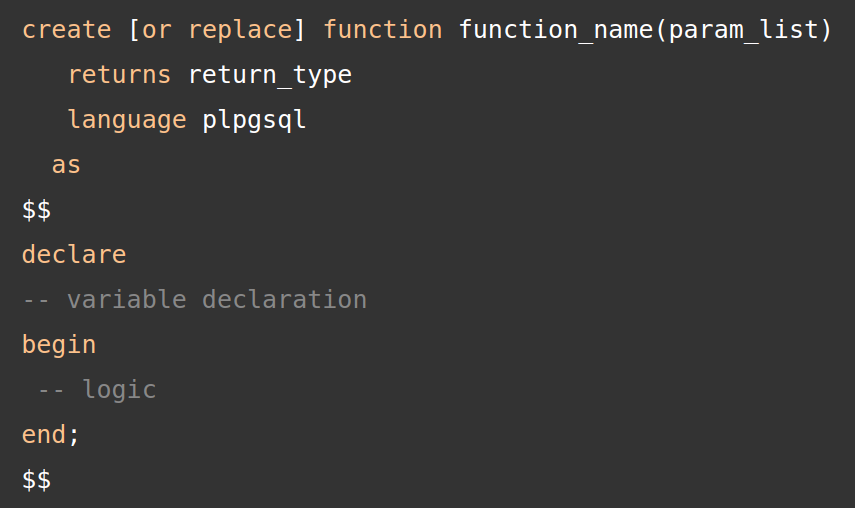 create [or replace] function function_name(param_list)
returns return_type
language plpgsql
as
$$
declare
-- variable declaration
begin
-- logic
end;
$$